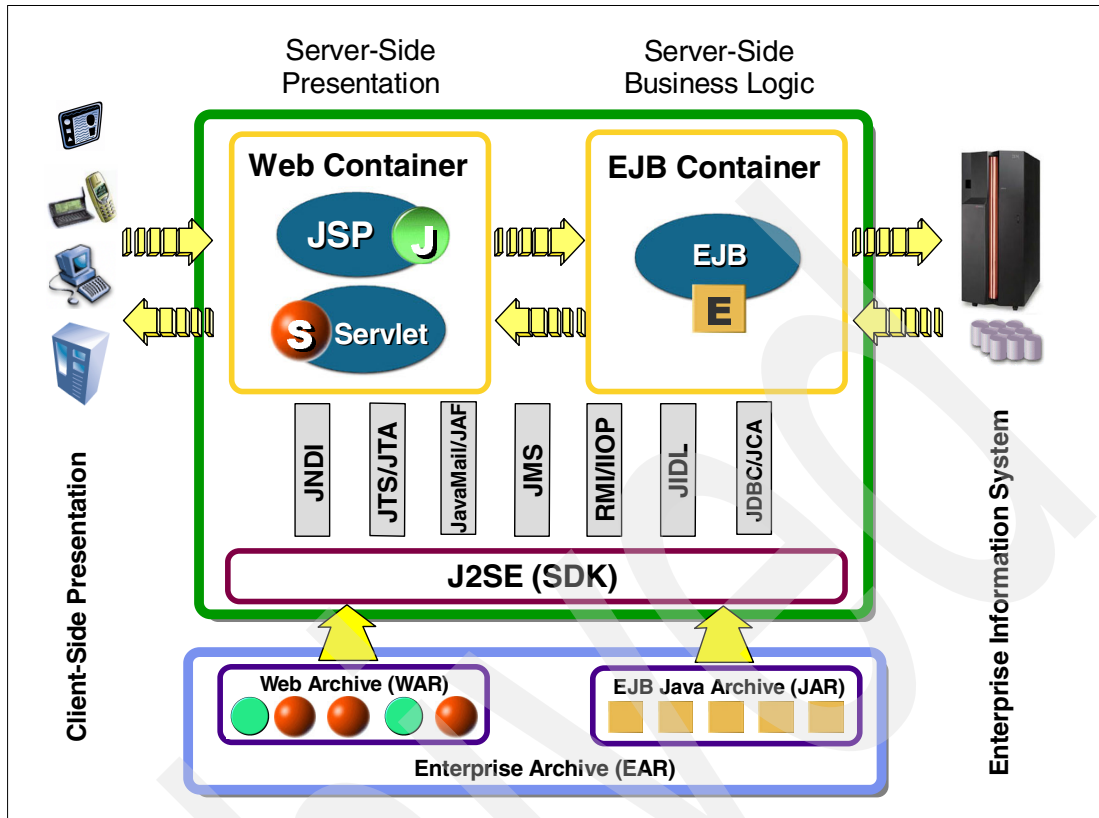 Server-Side
Presentation
Server-Side
Business Logic
Web Container
EJB Container
JSP
J
S
Servlet
EJB
E
JNDI
JTS/JTA
JavaMail/JAF
JMS
RMI/IIOP
JIDL
JDBC/JCA
J2SE (SDK)
Client-Side Presentation
Enterprise Information System
Web Archive (WAR)
EJB Java Archive (JAR)
Enterprise Archive (EAR)